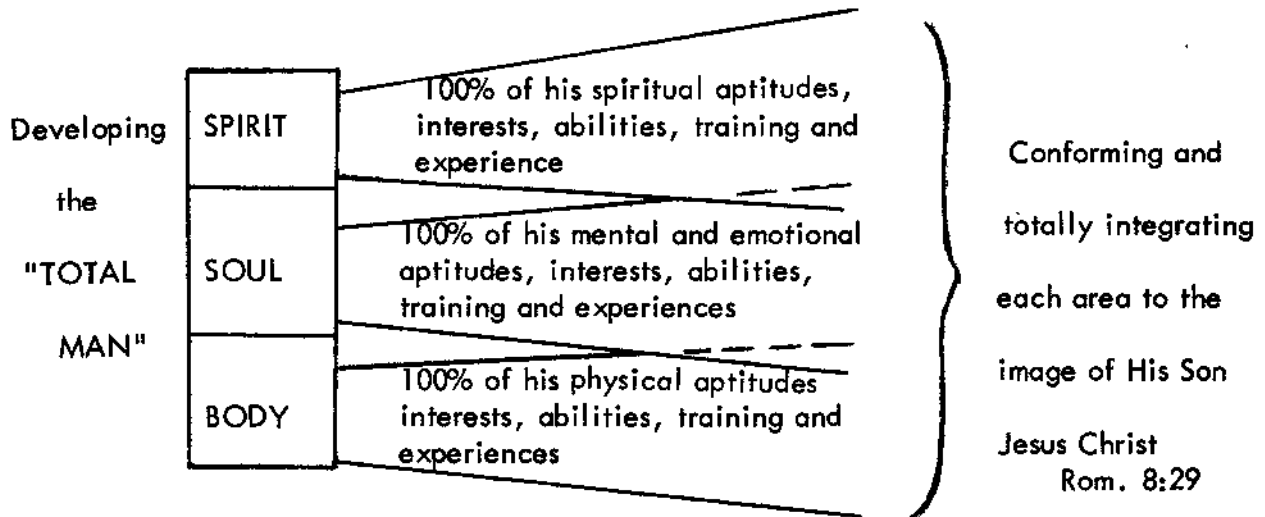 Developing
the
"TOTAL
MAN"
SPIRIT
100% of his spiritual aptitudes,
interests, abilities, training and
experience
SOUL
100% of his mental and emotional
aptitudes, interests, abilities,
training and experiences
BODY
100% of his physical aptitudes
interests, abilities, training and
experiences
Conforming and
totally integrating
each area to the
image of His Son
Jesus Christ
Rom. 8:29